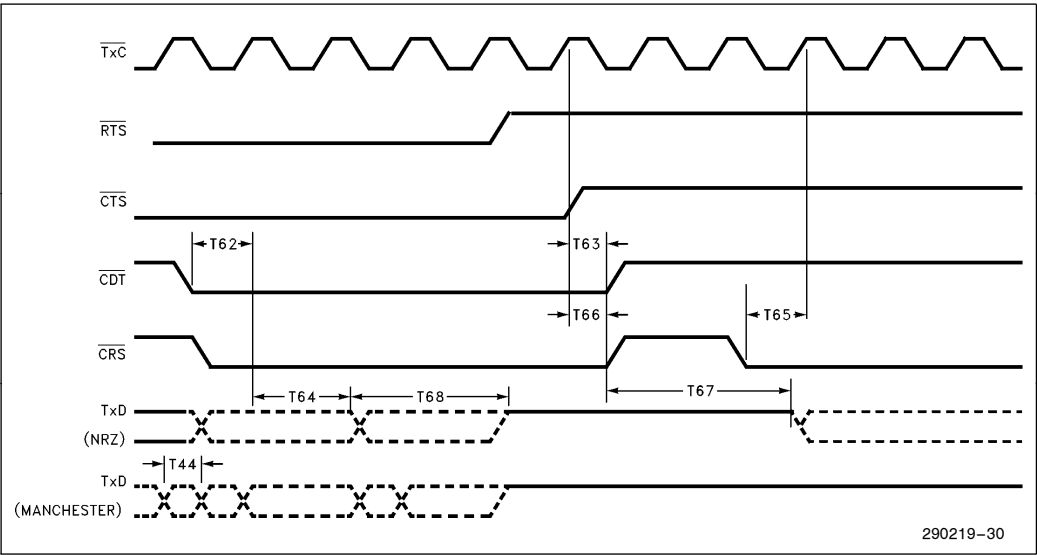 TxC
RTS
CTS
T62
T63
CDT
T66
T65
CRS
T64
T68
T67
TxD
(NRZ)
T44
TxD
(MANCHESTER)
290219–30